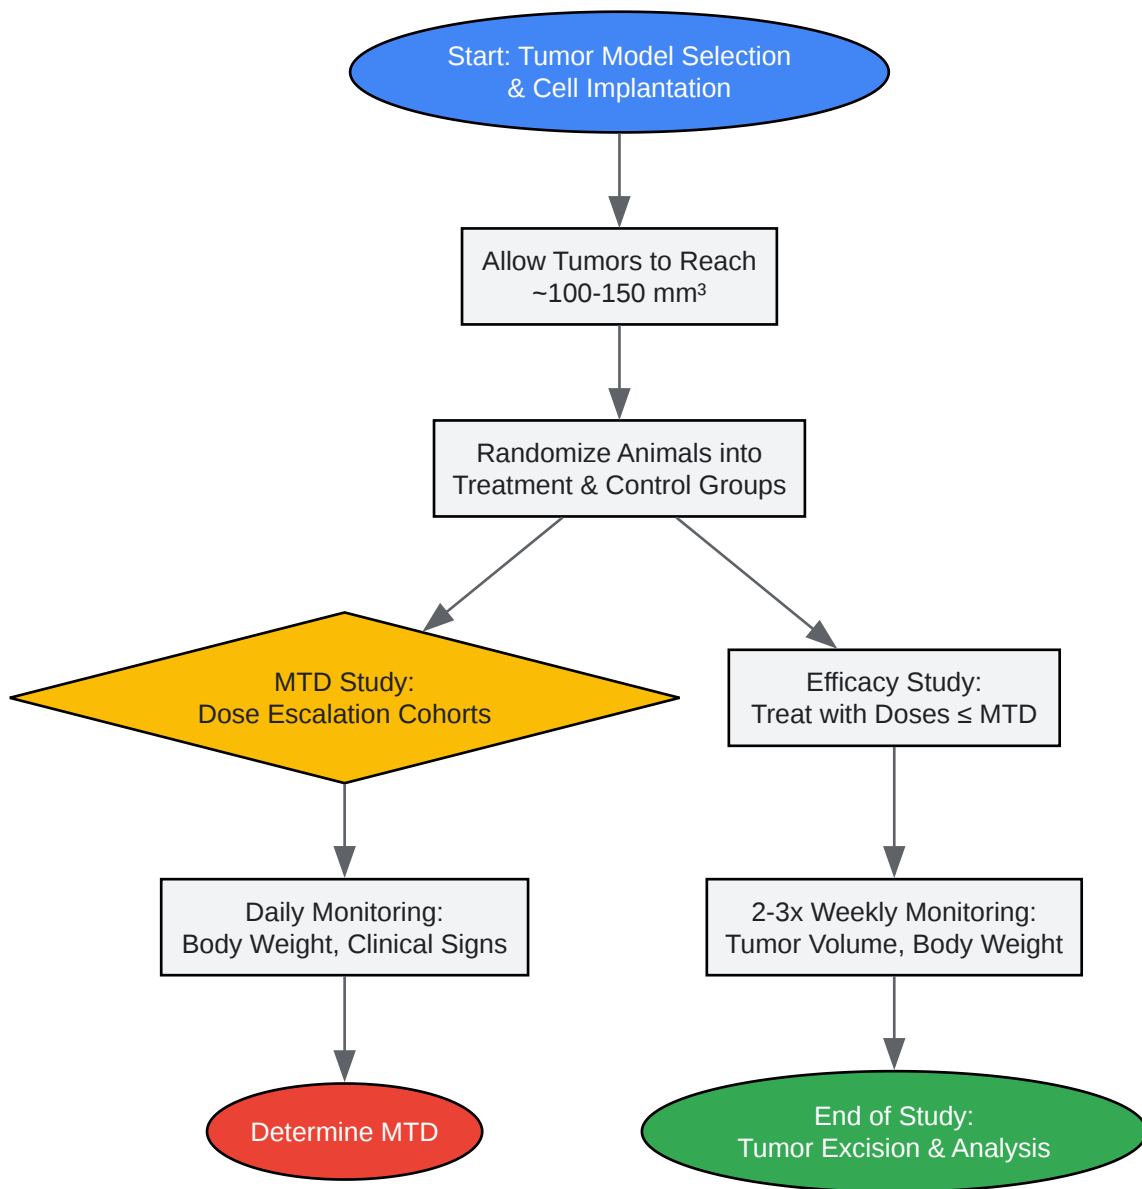 Start: Tumor Model Selection
& Cell Implantation
Allow Tumors to Reach
~100-150 mm³
Randomize Animals into
Treatment & Control Groups
MTD Study:
Dose Escalation Cohorts
Efficacy Study:
Treat with Doses ≤ MTD
Daily Monitoring:
Body Weight, Clinical Signs
2-3x Weekly Monitoring:
Tumor Volume, Body Weight
Determine MTD
End of Study:
Tumor Excision & Analysis